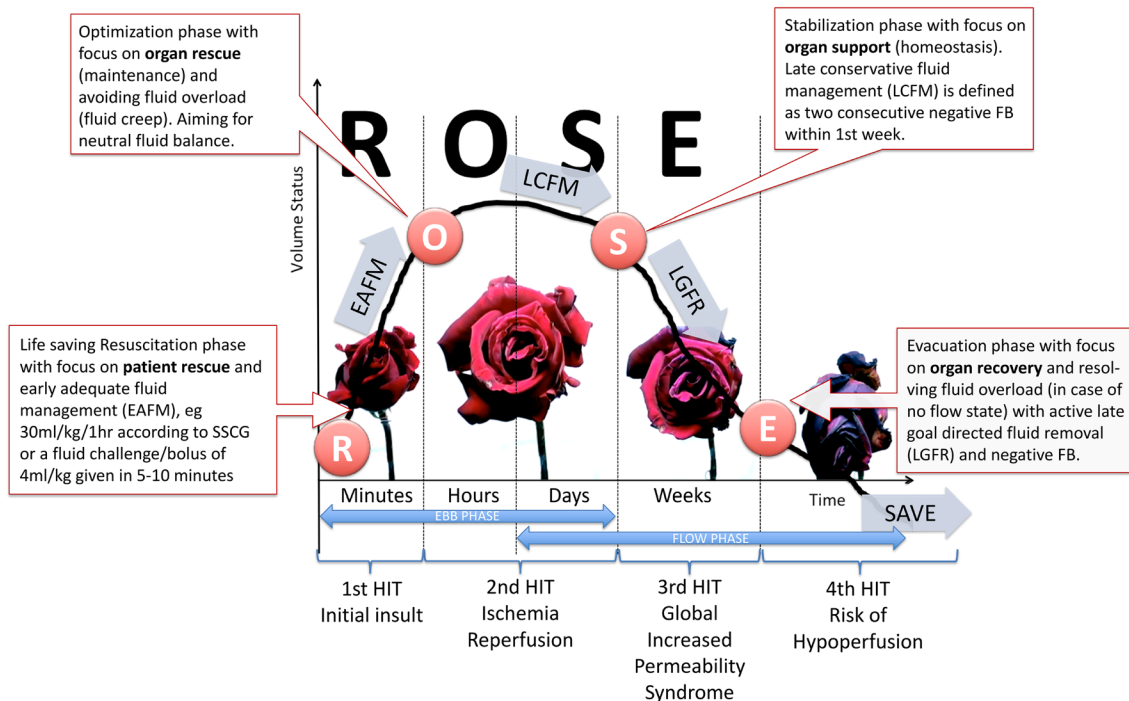 Optimization phase with
focus on organ rescue
(maintenance) and
avoiding fluid overload
(fluid creep). Aiming for
neutral fluid balance.
Stabilization phase with focus on
organ support (homeostasis).
Late conservative fluid
management (LCFM) is defined
as two consecutive negative FB
within 1st week.
R O S E
Volume Status
LCFM
O
S
EAFM
LGFR
Life saving Resuscitation phase
with focus on patient rescue and
early adequate fluid
management (EAFM), eg
30ml/kg/1hr according to SSCG
or a fluid challenge/bolus of
4ml/kg given in 5-10 minutes
Evacuation phase with focus
on organ recovery and resol-
ving fluid overload (in case of
no flow state) with active late
goal directed fluid removal
(LGFR) and negative FB.
R
E
Minutes
Hours
Days
Weeks
Time
SAVE
EBB PHASE
FLOW PHASE
1st HIT
Initial insult
2nd HIT
Ischemia
Reperfusion
3rd HIT
Global
Increased
Permeability
Syndrome
4th HIT
Risk of
Hypoperfusion